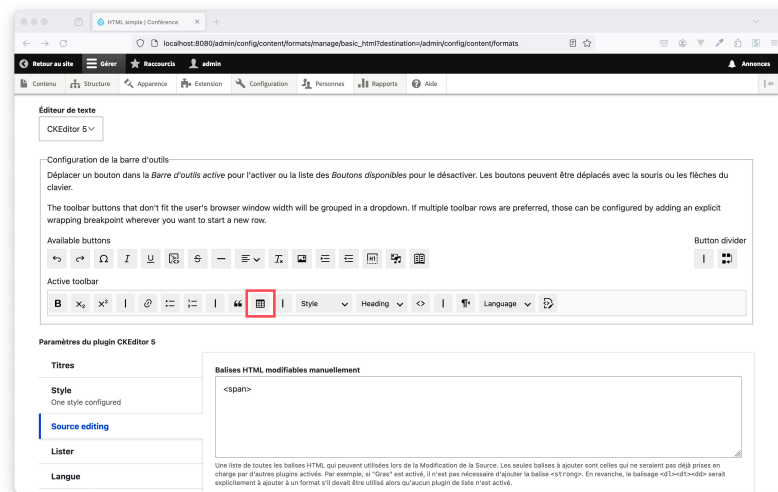 HTML simple | Conférence
localhost:8080/admin/config/content/formats/manage/basic_html?destination=/admin/config/content/formats
Retour au site Gérer Raccourcis admin Annonces
Contenu Structure Apparence Extension Configuration Personnes Rapports Aide
Éditeur de texte
CKEditor 5
Configuration de la barre d'outils
Déplacer un bouton dans la Barre d'outils active pour l'activer ou la liste des Boutons disponibles pour le désactiver. Les boutons peuvent être déplacés avec la souris ou les flèches du
clavier.
The toolbar buttons that don't fit the user's browser window width will be grouped in a dropdown. If multiple toolbar rows are preferred, those can be configured by adding an explicit
wrapping breakpoint wherever you want to start a new row.
Available buttons Button divider
Active toolbar
Style Heading Language
Paramètres du plugin CKEditor 5
Titres
Style
One style configured
Source editing
Lister
Langue
Balises HTML modifiables manuellement
<span>
Une liste de toutes les balises HTML qui peuvent utilisées lors de la Modification de la Source. Les seules balises à ajouter sont celles qui ne seraient pas déjà prises en
charge par d'autres plugins activés. Par exemple, si "Gras" est activé, il n'est pas nécessaire d'ajouter la balise <strong>. En revanche, le balisage <dl><dt><dd> serait
explicitement à ajouter à un format s'il devait être utilisé alors qu'aucun plugin de liste n'est activé.